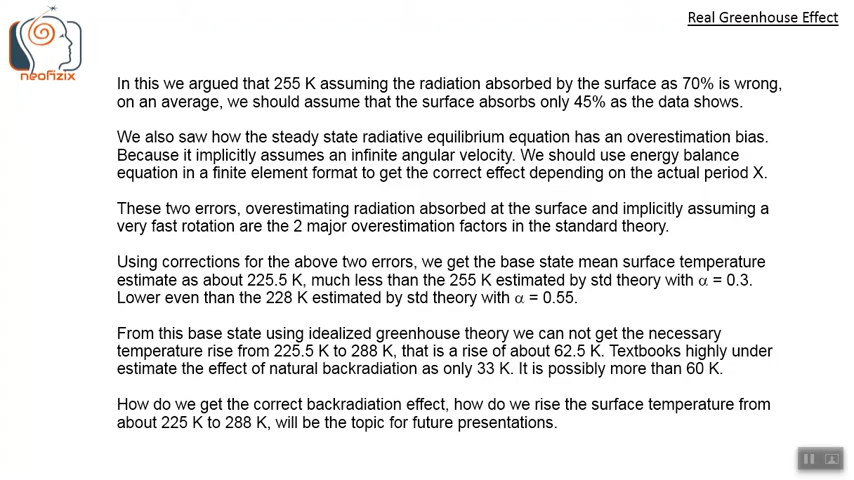 Real Greenhouse Effect
neofizix
In this we argued that 255 K assuming the radiation absorbed by the surface as 70% is wrong,
on an average, we should assume that the surface absorbs only 45% as the data shows.
We also saw how the steady state radiative equilibrium equation has an overestimation bias.
Because it implicitly assumes an infinite angular velocity. We should use energy balance
equation in a finite element format to get the correct effect depending on the actual period X.
These two errors, overestimating radiation absorbed at the surface and implicitly assuming a
very fast rotation are the 2 major overestimation factors in the standard theory.
Using corrections for the above two errors, we get the base state mean surface temperature
estimate as about 225.5 K, much less than the 255 K estimated by std theory with α = 0.3.
Lower even than the 228 K estimated by std theory with α = 0.55.
From this base state using idealized greenhouse theory we can not get the necessary
temperature rise from 225.5 K to 288 K, that is a rise of about 62.5 K. Textbooks highly under
estimate the effect of natural backradiation as only 33 K. It is possibly more than 60 K.
How do we get the correct backradiation effect, how do we rise the surface temperature from
about 225 K to 288 K, will be the topic for future presentations.